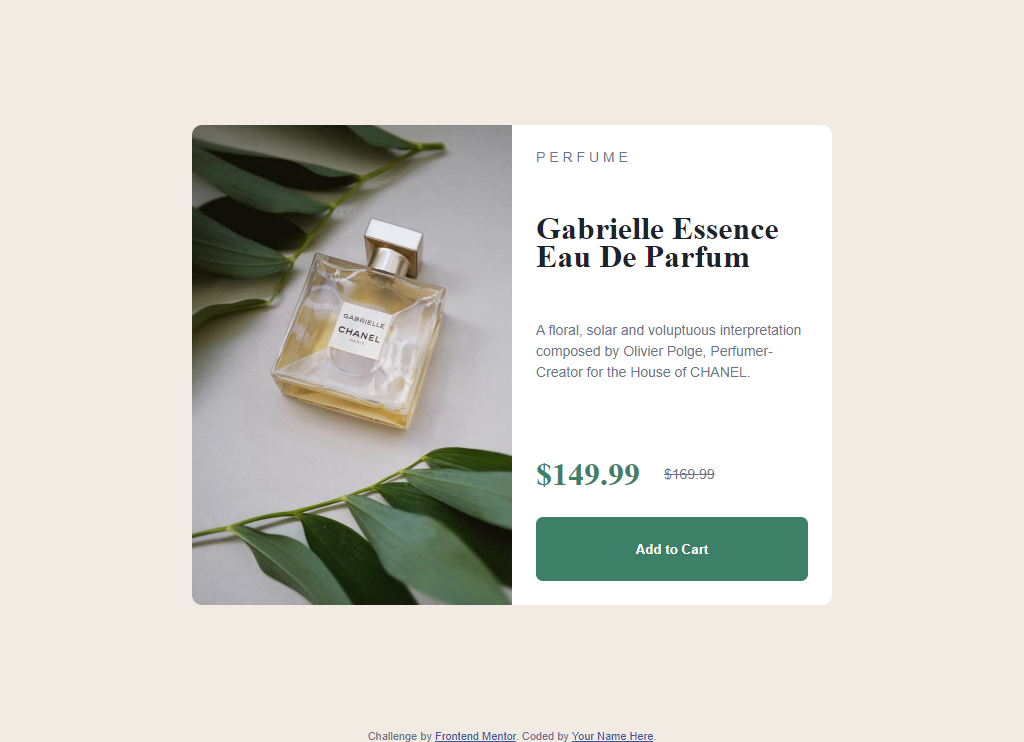 GABRIELLE
CHANEL
PARIS
PERFUME
Gabrielle Essence
Eau De Parfum
A floral, solar and voluptuous interpretation
composed by Olivier Polge, Perfumer-
Creator for the House of CHANEL.
$149.99 $169.99
Add to Cart
Challenge by Frontend Mentor. Coded by Your Name Here.